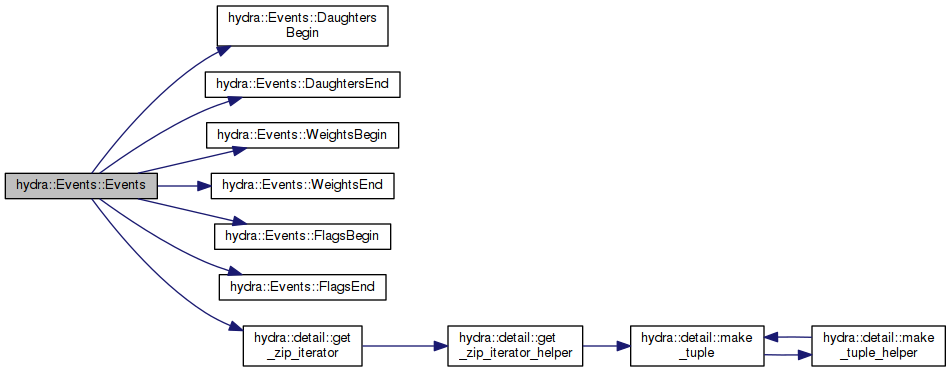 hydra::Events::Daughters
Begin
hydra::Events::DaughtersEnd
hydra::Events::WeightsBegin
hydra::Events::Events
hydra::Events::WeightsEnd
hydra::Events::FlagsBegin
hydra::Events::FlagsEnd
hydra::detail::get
_zip_iterator
hydra::detail::get
_zip_iterator_helper
hydra::detail::make
_tuple
hydra::detail::make
_tuple_helper